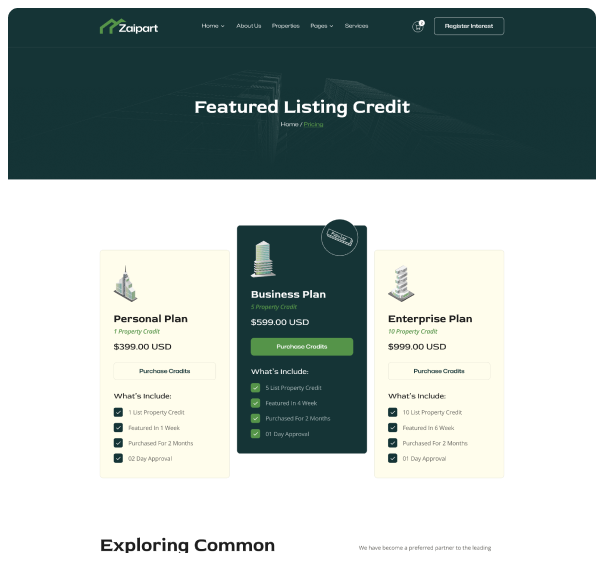 Zaipart
Home
About Us
Properties
Pages
Services
Register Interest
Featured Listing Credit
Home / Pricing
Personal Plan
1 Property Credit
$399.00 USD
Purchase Credits
What's Include:
1 List Property Credit
Featured In 1 Week
Purchased For 2 Months
02 Day Approval
Business Plan
5 Property Credit
$599.00 USD
Purchase Credits
What's Include:
5 List Property Credit
Featured In 4 Week
Purchased For 2 Months
01 Day Approval
Enterprise Plan
10 Property Credit
$999.00 USD
Purchase Credits
What's Include:
10 List Property Credit
Featured In 6 Week
Purchased For 2 Months
01 Day Approval
Exploring Common
We have become a preferred partner to the leading